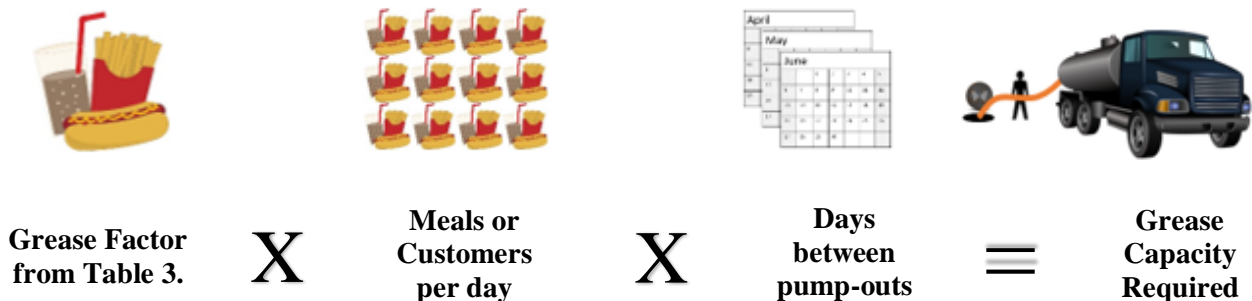 April
May
June
Grease Factor
from Table 3.
X
Meals or
Customers
per day
X
Days
between
pump-outs
=
Grease
Capacity
Required